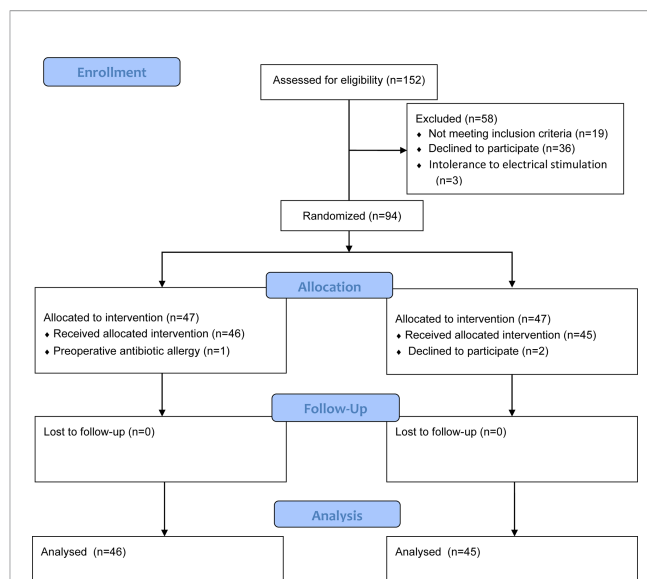 Enrollment
Assessed for eligibility (n=152)
Excluded (n=58)
♦ Not meeting inclusion criteria (n=19)
♦ Declined to participate (n=36)
♦ Intolerance to electrical stimulation
(n=3)
Randomized (n=94)
Allocation
Allocated to intervention (n=47)
♦ Received allocated intervention (n=46)
♦ Preoperative antibiotic allergy (n=1)
Allocated to intervention (n=47)
♦ Received allocated intervention (n=45)
♦ Declined to participate (n=2)
Follow-Up
Lost to follow-up (n=0)
Lost to follow-up (n=0)
Analysis
Analysed (n=46)
Analysed (n=45)